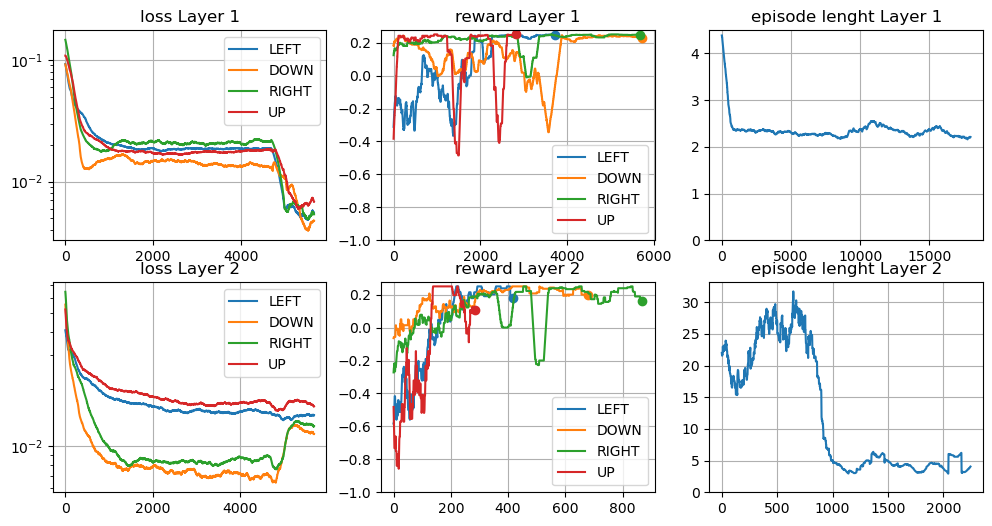 loss Layer 1
10⁻¹
10⁻²
0 2000 4000
LEFT
DOWN
RIGHT
UP
reward Layer 1
0.2
0.0
−0.2
−0.4
−0.6
−0.8
−1.0
0 2000 4000 6000
LEFT
DOWN
RIGHT
UP
episode lenght Layer 1
4
3
2
1
0
0 5000 10000 15000
loss Layer 2
10⁻²
0 2000 4000
LEFT
DOWN
RIGHT
UP
reward Layer 2
0.2
0.0
−0.2
−0.4
−0.6
−0.8
−1.0
0 200 400 600 800
LEFT
DOWN
RIGHT
UP
episode lenght Layer 2
30
25
20
15
10
5
0
0 500 1000 1500 2000